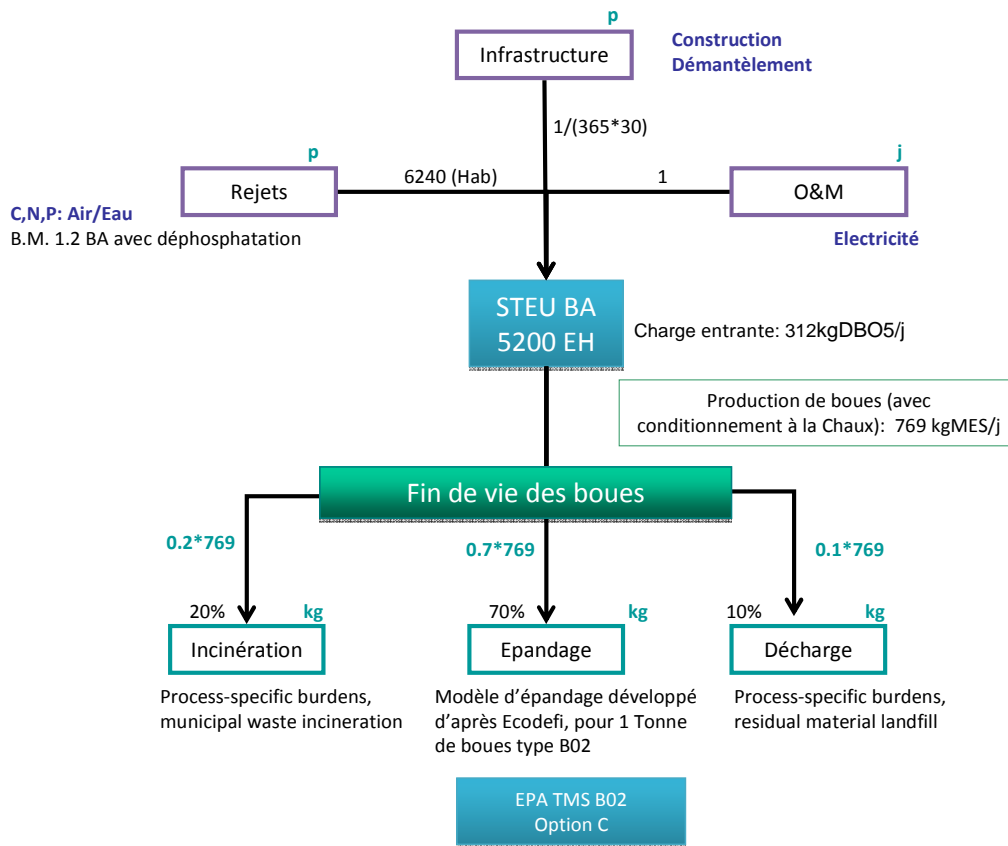 p
Infrastructure
Construction
Démantèlement
1/(365*30)
p
Rejets
6240 (Hab)
1
j
O&M
C,N,P: Air/Eau
B.M. 1.2 BA avec déphosphatation
Electricité
STEU BA
5200 EH
Charge entrante: 312kgDBO5/j
Production de boues (avec
conditionnement à la Chaux): 769 kgMES/j
Fin de vie des boues
0.2*769
0.7*769
0.1*769
20%
kg
70%
kg
10%
kg
Incinération
Epandage
Décharge
Process-specific burdens,
municipal waste incineration
Modèle d'épandage développé
d'après Ecodefi, pour 1 Tonne
de boues type B02
Process-specific burdens,
residual material landfill
EPA TMS B02
Option C